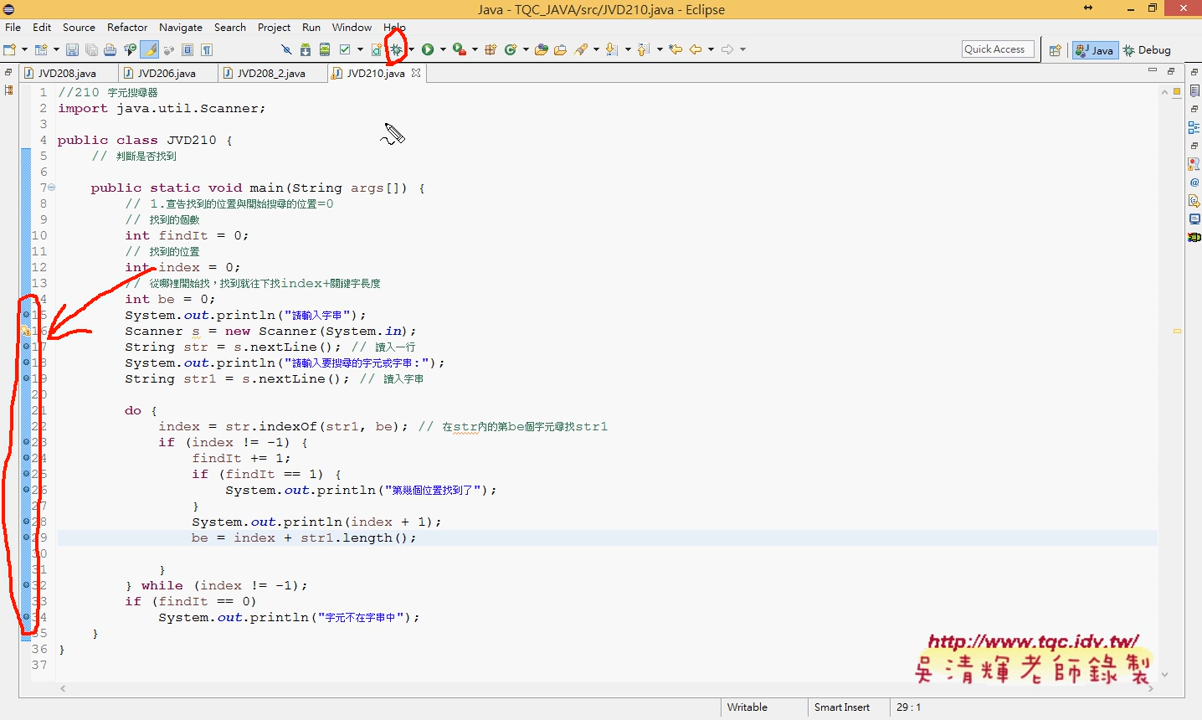 Java - TQC_JAVA/src/JVD210.java - Eclipse
File Edit Source Refactor Navigate Search Project Run Window Help
Quick Access Java Debug
JVD208.java JVD206.java JVD208_2.java JVD210.java
1 //210 字元搜尋器
2 import java.util.Scanner;
3
4 public class JVD210 {
5 // 判斷是否找到
6
7 public static void main(String args[]) {
8 // 1.宣告找到的位置與開始搜尋的位置=0
9 // 找到的個數
10 int findIt = 0;
11 // 找到的位置
12 int index = 0;
13 // 從哪裡開始找，找到就往下找index+關鍵字長度
14 int be = 0;
15 System.out.println("請輸入字串");
16 Scanner s = new Scanner(System.in);
17 String str = s.nextLine(); // 讀入一行
18 System.out.println("請輸入要搜尋的字元或字串：");
19 String str1 = s.nextLine(); // 讀入字串
20
21 do {
22 index = str.indexOf(str1, be); // 在str內的第be個字元尋找str1
23 if (index != -1) {
24 findIt += 1;
25 if (findIt == 1) {
26 System.out.println("第幾個位置找到了");
27 }
28 System.out.println(index + 1);
29 be = index + str1.length();
30
31 }
32 } while (index != -1);
33 if (findIt == 0)
34 System.out.println("字元不在字串中");
35 }
36 }
37
http://www.tqc.idv.tw/
吳清輝老師錄製
Writable Smart Insert 29 : 1